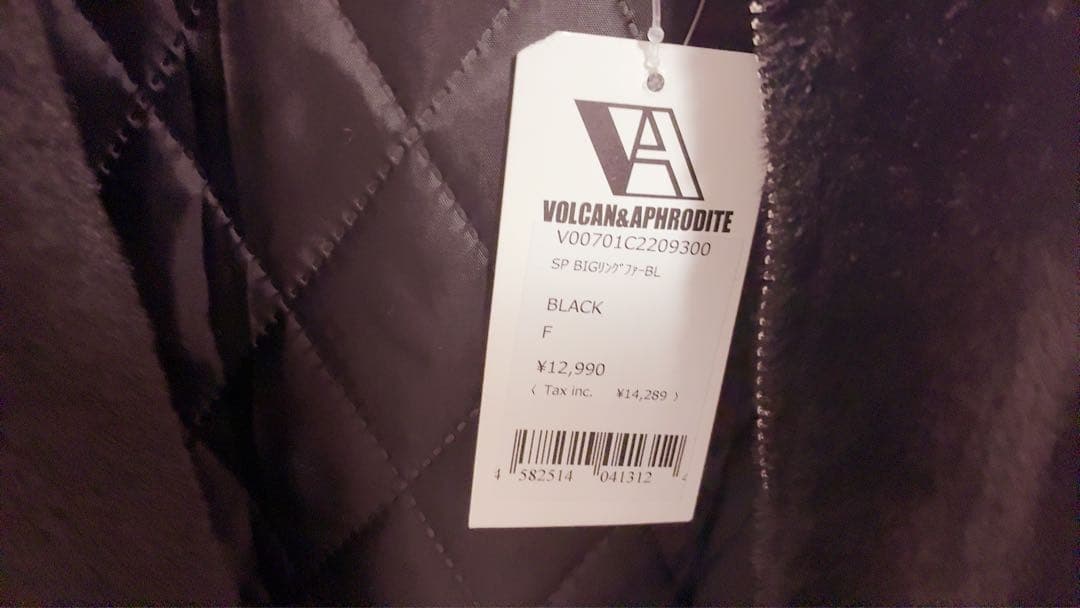 VA
VOLCAN&APHRODITE
V00701C2209300
SP BIGﾘﾝｸﾞﾌｧｰBL
BLACK
F
¥12,990
( Tax inc. ¥14,289 )
4 582514 041312